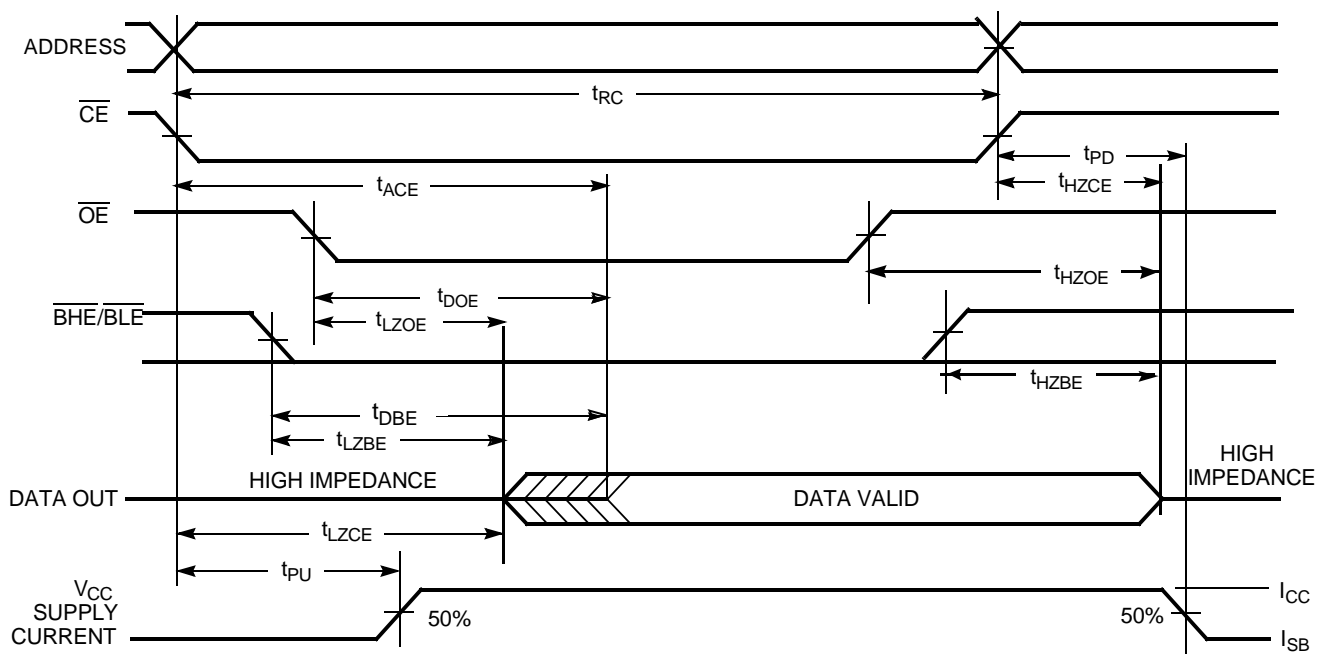 ADDRESS
tRC
CE
tPD
tACE
tHZCE
OE
tHZOE
tDOE
BHE/BLE
tLZOE
tHZBE
tDBE
tLZBE
HIGH IMPEDANCE
HIGH
IMPEDANCE
DATA OUT
DATA VALID
tLZCE
tPU
VCC
SUPPLY
CURRENT
50%
50%
ICC
ISB